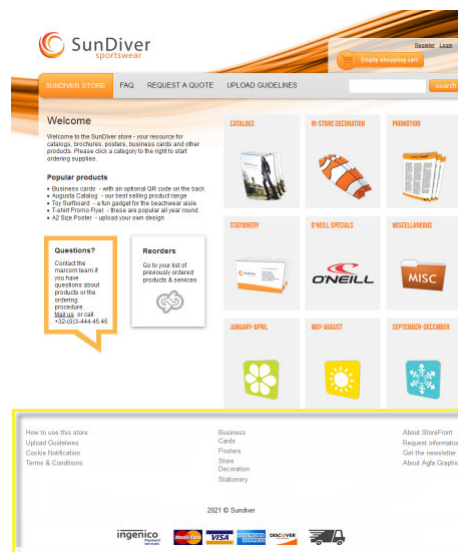 SunDiver
sportswear
Register Login
Empty shopping cart
SUNDIVER STORE FAQ REQUEST A QUOTE UPLOAD GUIDELINES
search
Welcome
Welcome to the SunDiver store - your resource for
catalogs, brochures, posters, business cards and other
products. Please click a category to the right to start
ordering supplies.
Popular products
Business cards - with an optional QR code on the back
Augusta Catalog - our best selling product range
Toy Surfboard - a fun gadget for the beachwear aisle
T-shirt Promo Flyer - these are popular all year round
A2 Size Poster - upload your own design
Questions?
Contact the
marcom team if
you have
questions about
products or the
ordering
procedure.
Mail us or call
+32-(0)3-444.45.45
Reorders
Go to your list of
previously ordered
products & services
CATALOGS
IN-STORE DECORATION
PROMOTION
STATIONERY
O'NEILL SPECIALS
MISCELLANEOUS
O'NEILL
MISC
JANUARY-APRIL
MAY-AUGUST
SEPTEMBER-DECEMBER
How to use this store
Upload Guidelines
Cookie Notification
Terms & Conditions
Business
Cards
Posters
Store
Decoration
Stationery
About StoreFront
Request information
Get the newsletter
About Agfa Graphic
2021 © Sundiver
ingenico
Payment
services
MasterCard
VISA
DISCOVER